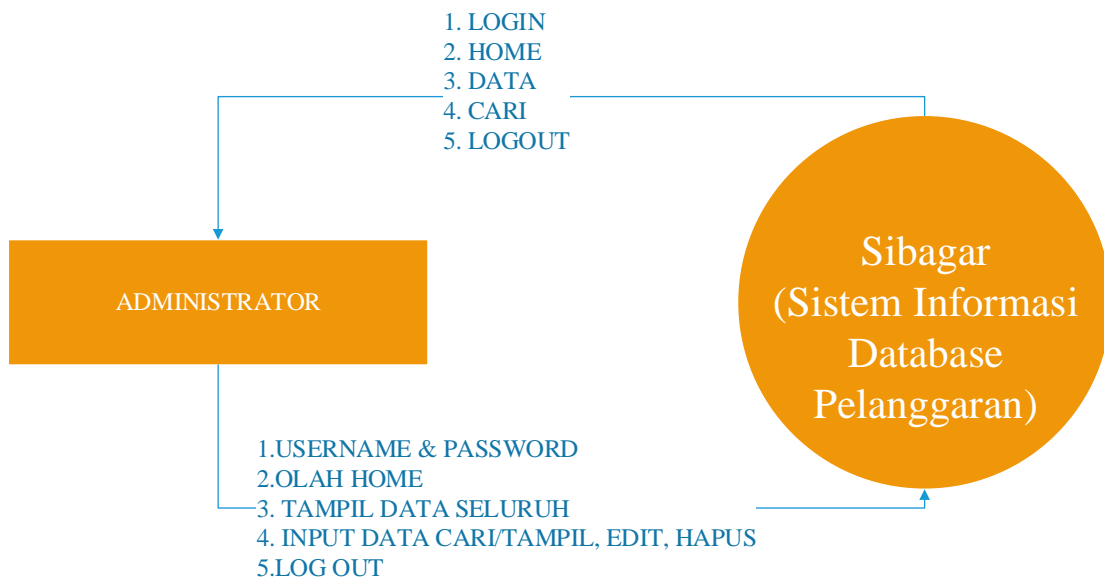 1. LOGIN
2. HOME
3. DATA
4. CARI
5. LOGOUT
ADMINISTRATOR
Sibagar
(Sistem Informasi
Database
Pelanggaran)
1.USERNAME & PASSWORD
2.OLAH HOME
3. TAMPIL DATA SELURUH
4. INPUT DATA CARI/TAMPIL, EDIT, HAPUS
5.LOG OUT